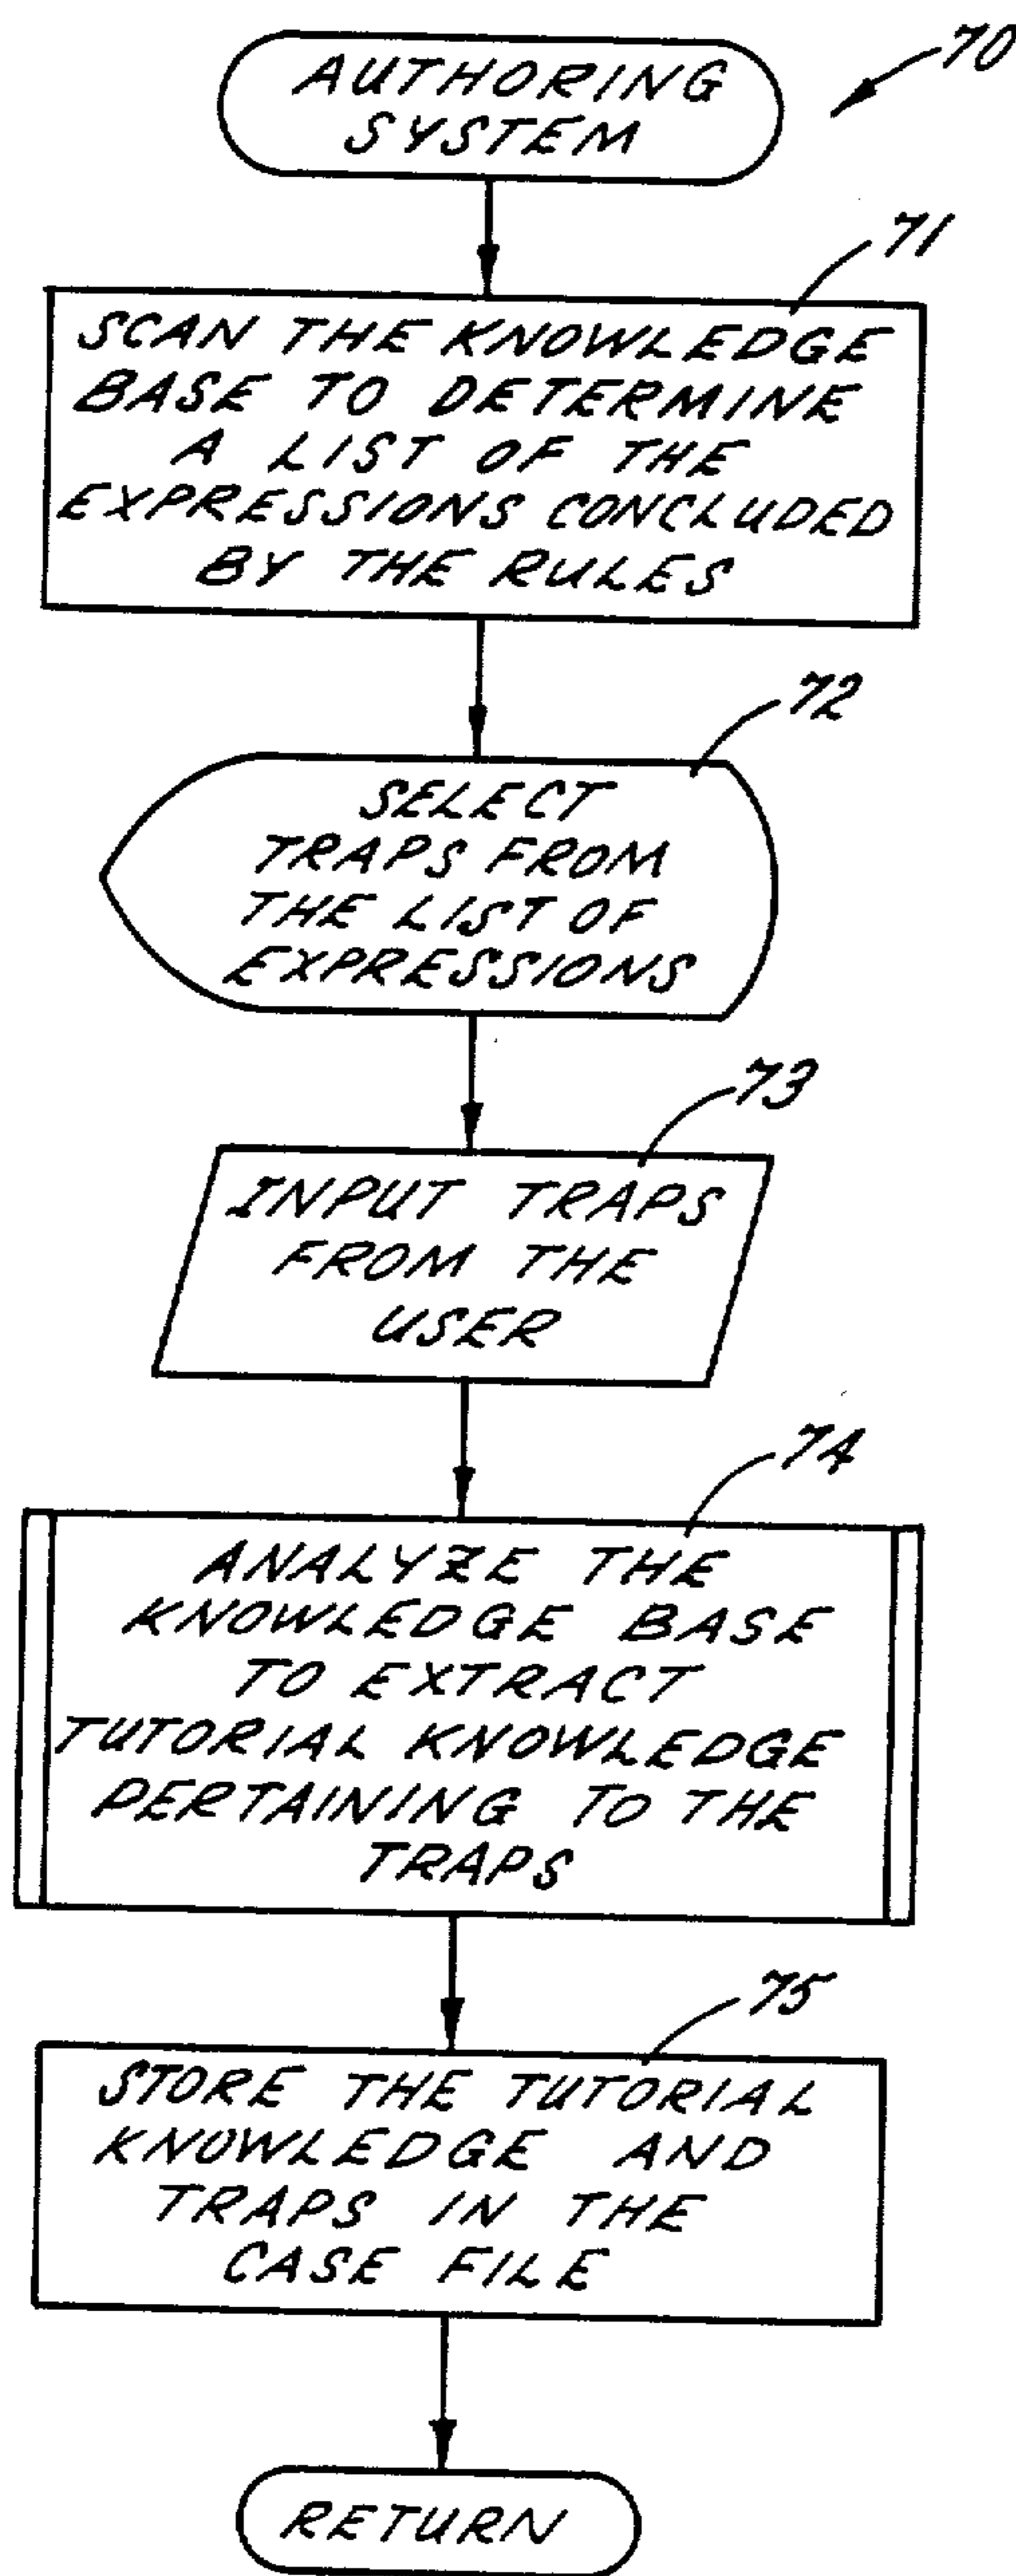 AUTHORING
SYSTEM
70
71
SCAN THE KNOWLEDGE
BASE TO DETERMINE
A LIST OF THE
EXPRESSIONS CONCLUDED
BY THE RULES
72
SELECT
TRAPS FROM
THE LIST OF
EXPRESSIONS
73
INPUT TRAPS
FROM THE
USER
74
ANALYZE THE
KNOWLEDGE BASE
TO EXTRACT
TUTORIAL KNOWLEDGE
PERTAINING TO THE
TRAPS
75
STORE THE TUTORIAL
KNOWLEDGE AND
TRAPS IN THE
CASE FILE
RETURN